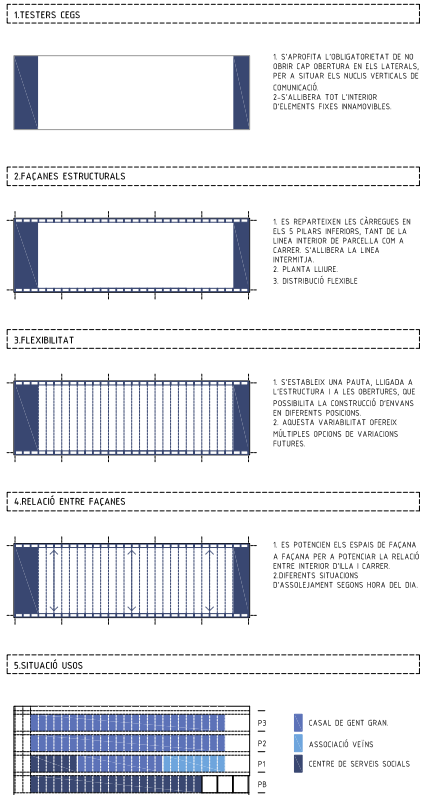 1.TESTERS CEGS
1. S'APROFITA L'OBLIGATORIETAT DE NO
OBRIR CAP OBERTURA EN ELS LATERALS,
PER A SITUAR ELS NUCLIS VERTICALS DE
COMUNICACIÓ.
2-S'ALLIBERA TOT L'INTERIOR
D'ELEMENTS FIXES INNAMOVIBLES.
2.FAÇANES ESTRUCTURALS
1. ES REPARTEIXEN LES CÀRREGUES EN
ELS 5 PILARS INFERIORS, TANT DE LA
LINEA INTERIOR DE PARCELLA COM A
CARRER. S'ALLIBERA LA LINEA
INTERMITJA.
2. PLANTA LLIURE.
3. DISTRIBUCIÓ FLEXIBLE
3.FLEXIBILITAT
1. S'ESTABLEIX UNA PAUTA, LLIGADA A
L'ESTRUCTURA I A LES OBERTURES, QUE
POSSIBILITA LA CONSTRUCCIÓ D'ENVANS
EN DIFERENTS POSICIONS.
2. AQUESTA VARIABILITAT OFEREIX
MÚLTIPLES OPCIONS DE VARIACIONS
FUTURES.
4.RELACIÓ ENTRE FAÇANES
1. ES POTENCIEN ELS ESPAIS DE FAÇANA
A FAÇANA PER A POTENCIAR LA RELACIÓ
ENTRE INTERIOR D'ILLA I CARRER.
2.DIFERENTS SITUACIONS
D'ASSOLEJAMENT SEGONS HORA DEL DIA.
5.SITUACIÓ USOS
P3
CASAL DE GENT GRAN.
P2
ASSOCIACIÓ VEÍNS
P1
CENTRE DE SERVEIS SOCIALS
PB